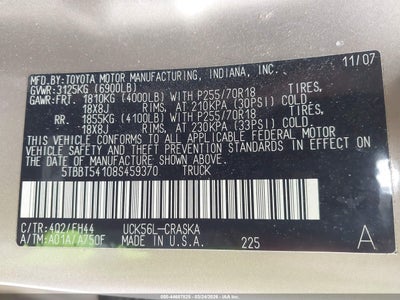 MFD.BY:TOYOTA MOTOR MANUFACTURING, INDIANA, INC. 11/07
GVWR:3125KG (6900LB)
GAWR:FRT. 1810KG (4000LB) WITH P255/70R18 TIRES,
18X8J RIMS, AT 210KPA (30PSI) COLD
RR. 1855KG (4100LB) WITH P255/70R18 TIRES,
18X8J RIMS, AT 230KPA (33PSI) COLD
THIS VEHICLE CONFORMS TO ALL APPLICABLE FEDERAL MOTOR
VEHICLE SAFETY STANDARDS IN EFFECT ON THE DATE OF
MANUFACTURE SHOWN ABOVE.
5TBBT54108S459370 TRUCK
C/TR:4Q2/FH44 UCK56L-CRASKA
A/TM:A01A/A750F MADE IN U.S.A. 225 A